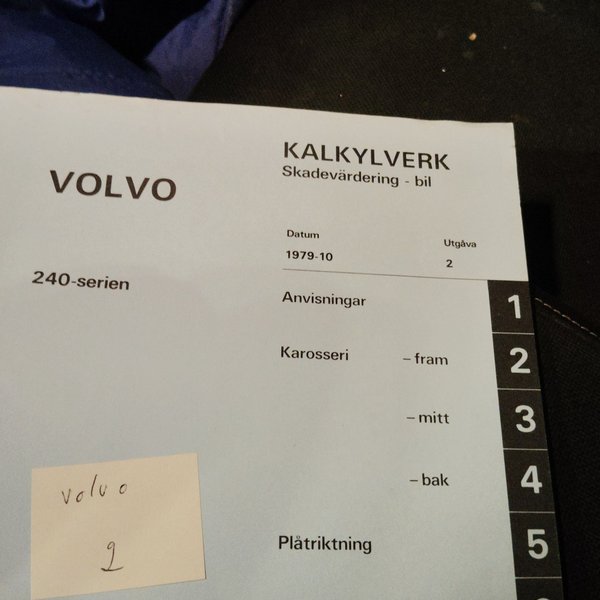 VOLVO
240-serien
KALKYLVERK
Skadevärdering - bil
Datum
Utgåva
1979-10
2
Anvisningar
1
Karosseri
– fram
2
– mitt
3
– bak
4
Plåtriktning
5
volvo
2